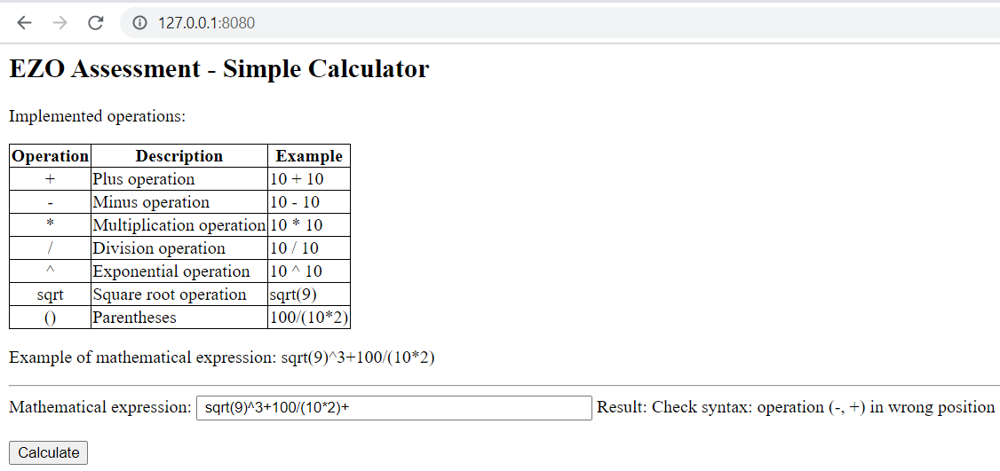 127.0.0.1:8080
EZO Assessment - Simple Calculator
Implemented operations:
Operation Description Example
+ Plus operation 10 + 10
- Minus operation 10 - 10
* Multiplication operation 10 * 10
/ Division operation 10 / 10
^ Exponential operation 10 ^ 10
sqrt Square root operation sqrt(9)
() Parentheses 100/(10*2)
Example of mathematical expression: sqrt(9)^3+100/(10*2)
Mathematical expression: sqrt(9)^3+100/(10*2)+ Result: Check syntax: operation (-, +) in wrong position
Calculate